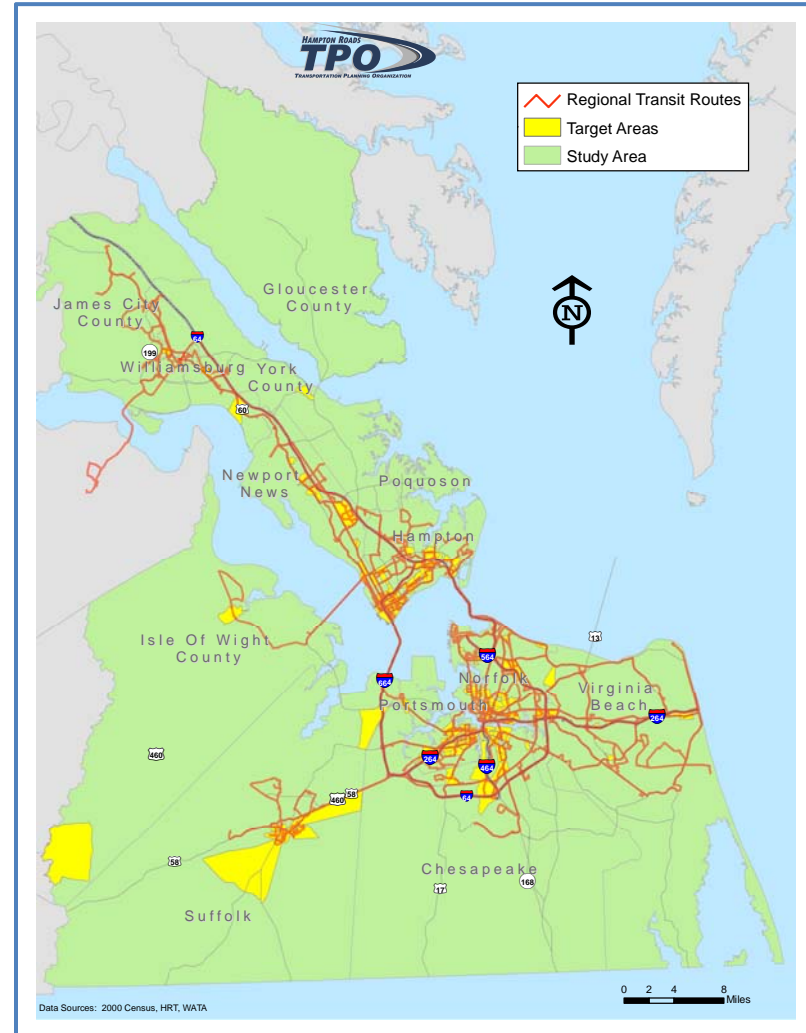 HAMPTON ROADS
TPO
TRANSPORTATION PLANNING ORGANIZATION
Regional Transit Routes
Target Areas
Study Area
N
Gloucester
County
James City
County
64
199
Williamsburg
York
County
60
Newport
News
Poquoson
Hampton
13
Isle Of Wight
County
564
Norfolk
664
Portsmouth
Virginia
Beach
264
460
264
464
64
460
58
58
Chesapeake
17
168
Suffolk
0 2 4 8
Miles
Data Sources: 2000 Census, HRT, WATA